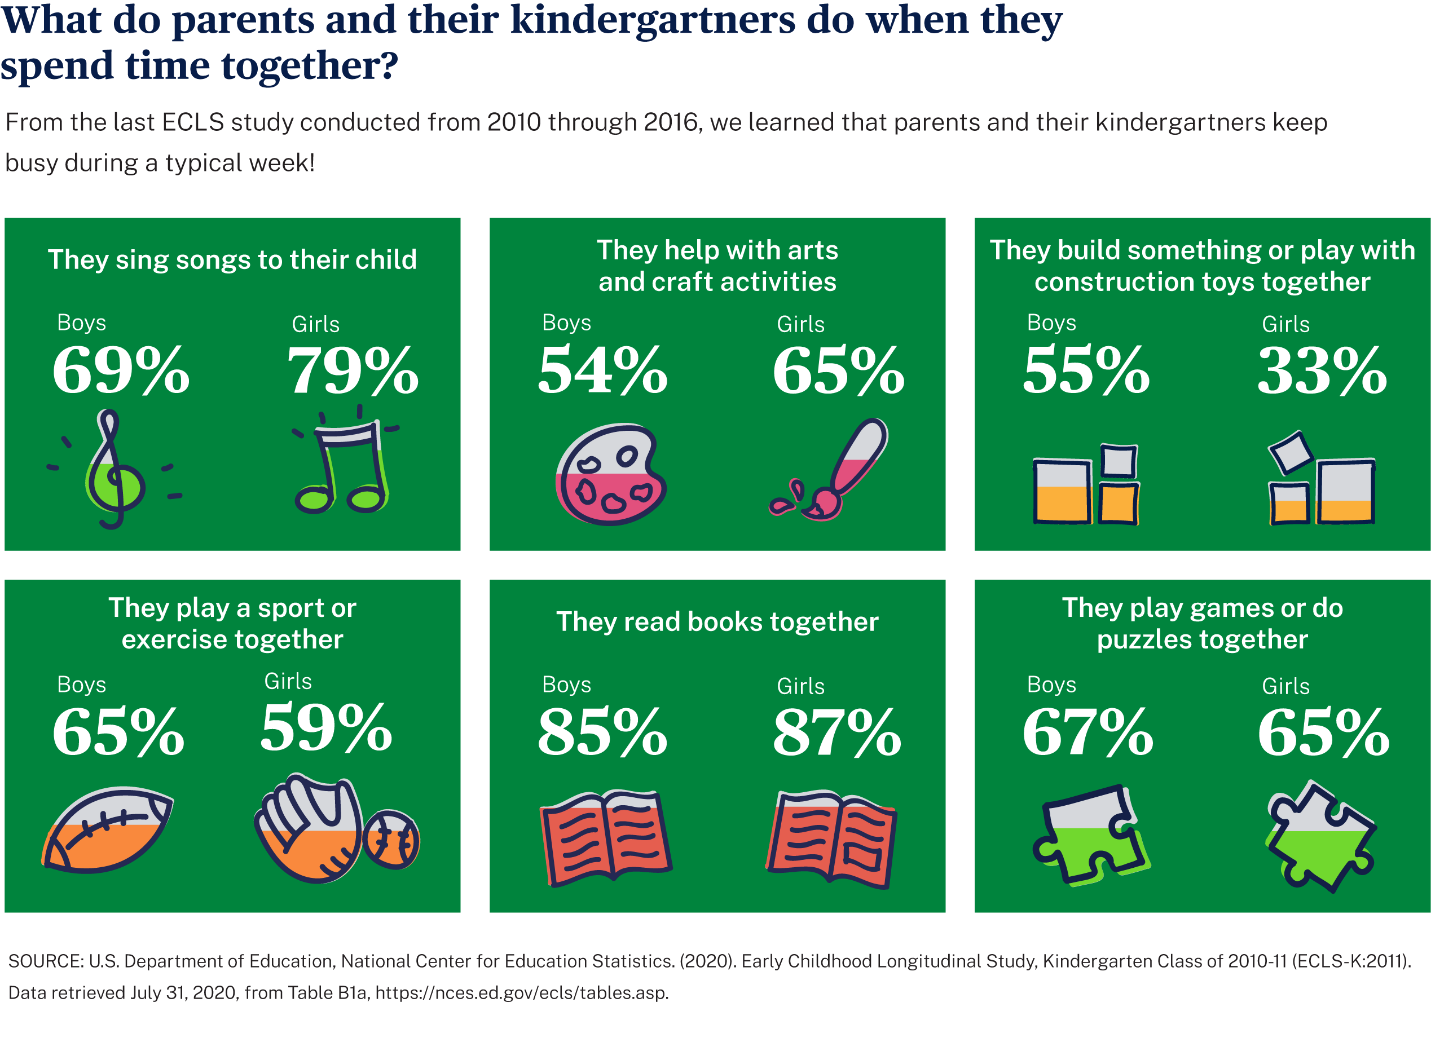 What do parents and their kindergartners do when they
spend time together?
From the last ECLS study conducted from 2010 through 2016, we learned that parents and their kindergartners keep
busy during a typical week!
They sing songs to their child
Boys
69%
Girls
79%
They help with arts
and craft activities
Boys
54%
Girls
65%
They build something or play with
construction toys together
Boys
55%
Girls
33%
They play a sport or
exercise together
Boys
65%
Girls
59%
They read books together
Boys
85%
Girls
87%
They play games or do
puzzles together
Boys
67%
Girls
65%
SOURCE: U.S. Department of Education, National Center for Education Statistics. (2020). Early Childhood Longitudinal Study, Kindergarten Class of 2010-11 (ECLS-K:2011).
Data retrieved July 31, 2020, from Table B1a, https://nces.ed.gov/ecls/tables.asp.